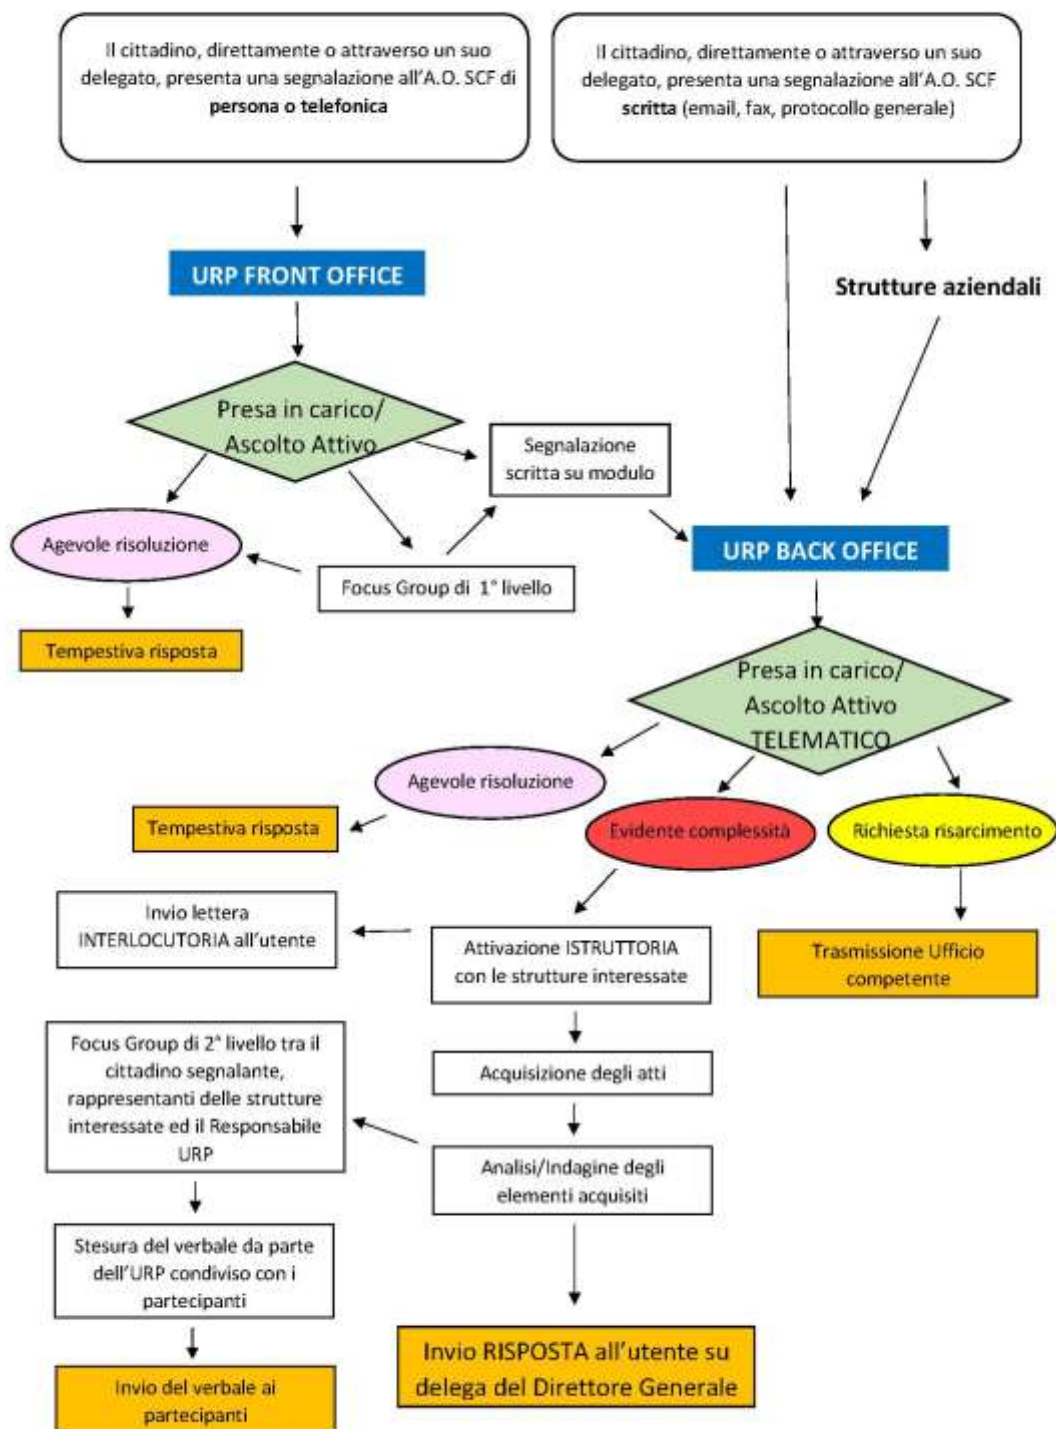 Il cittadino, direttamente o attraverso un suo
delegato, presenta una segnalazione all'A.O. SCF di
persona o telefonica
Il cittadino, direttamente o attraverso un suo
delegato, presenta una segnalazione all'A.O. SCF
scritta (email, fax, protocollo generale)
URP FRONT OFFICE
Strutture aziendali
Presa in carico/
Ascolto Attivo
Segnalazione
scritta su modulo
Agevole risoluzione
Focus Group di 1° livello
URP BACK OFFICE
Tempestiva risposta
Presa in carico/
Ascolto Attivo
TELEMATICO
Agevole risoluzione
Tempestiva risposta
Evidente complessità
Richiesta risarcimento
Invio lettera
INTERLOCUTORIA all'utente
Attivazione ISTRUTTORIA
con le strutture interessate
Trasmissione Ufficio
competente
Focus Group di 2° livello tra il
cittadino segnalante,
rappresentanti delle strutture
interessate ed il Responsabile
URP
Acquisizione degli atti
Analisi/Indagine degli
elementi acquisiti
Stesura del verbale da parte
dell'URP condiviso con i
partecipanti
Invio RISPOSTA all'utente su
delega del Direttore Generale
Invio del verbale ai
partecipanti